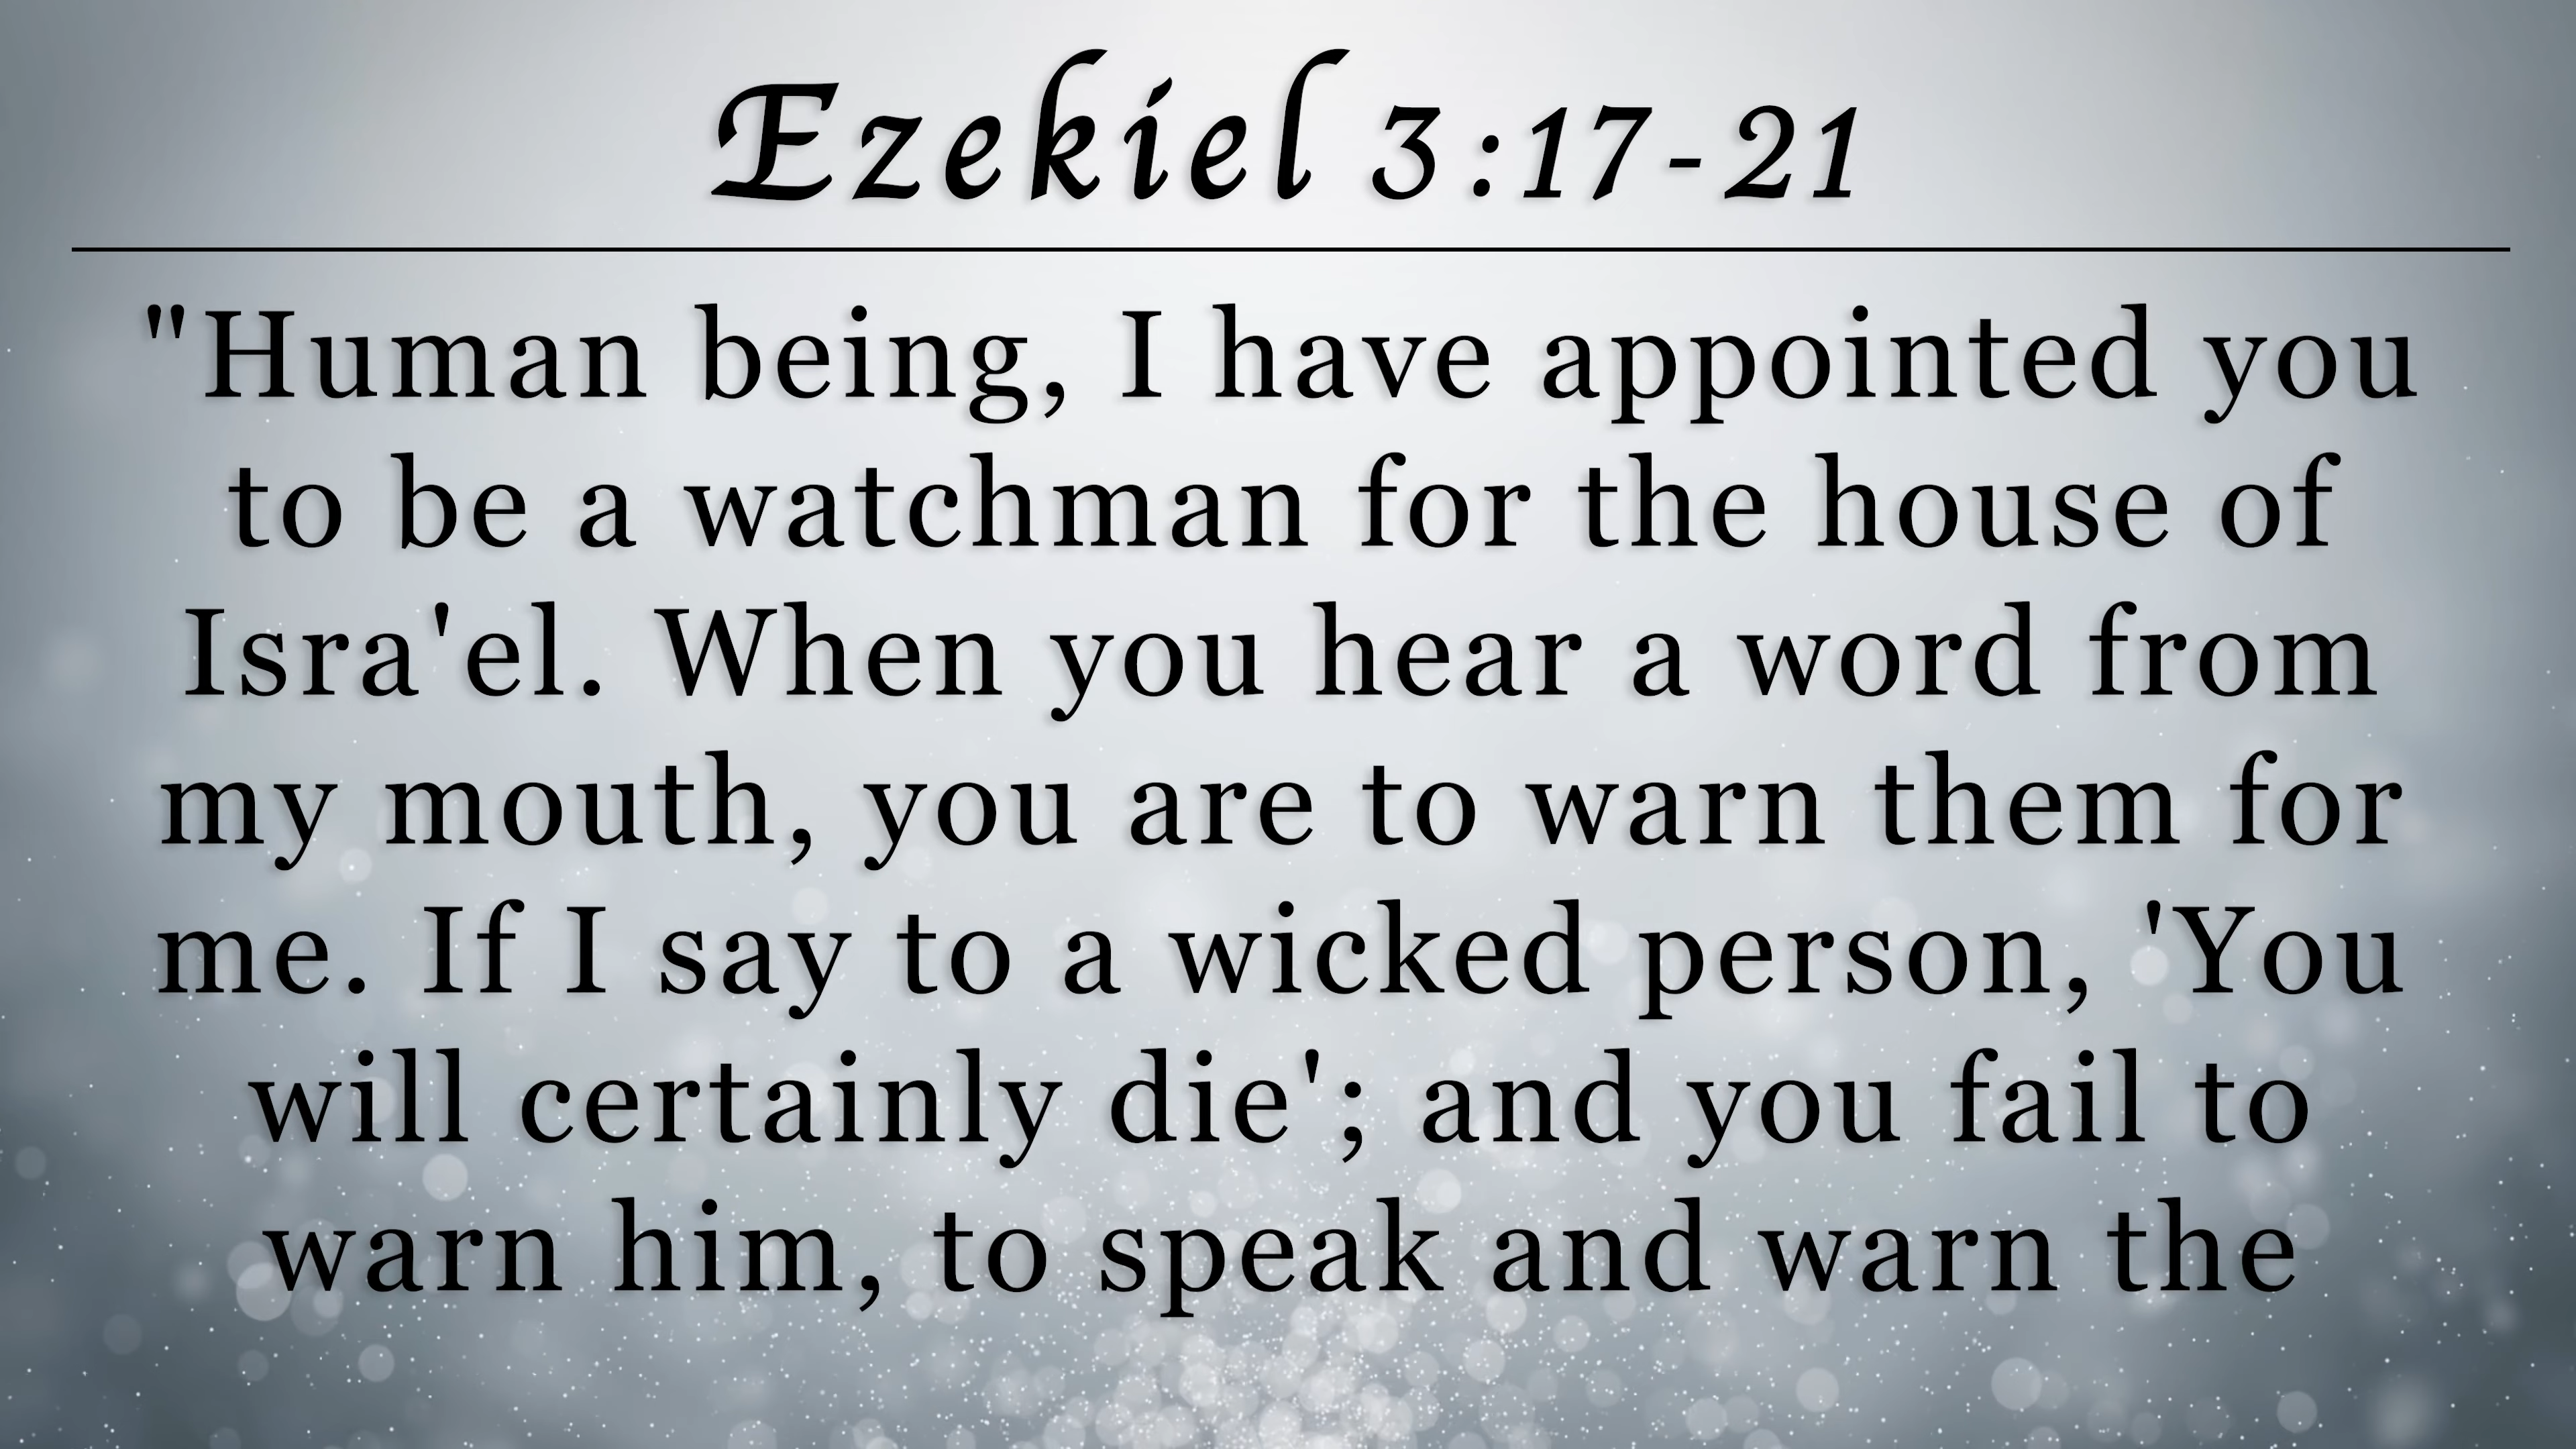 Ezekiel 3:17-21
"Human being, I have appointed you
to be a watchman for the house of
Isra'el. When you hear a word from
my mouth, you are to warn them for
me. If I say to a wicked person, 'You
will certainly die'; and you fail to
warn him, to speak and warn the